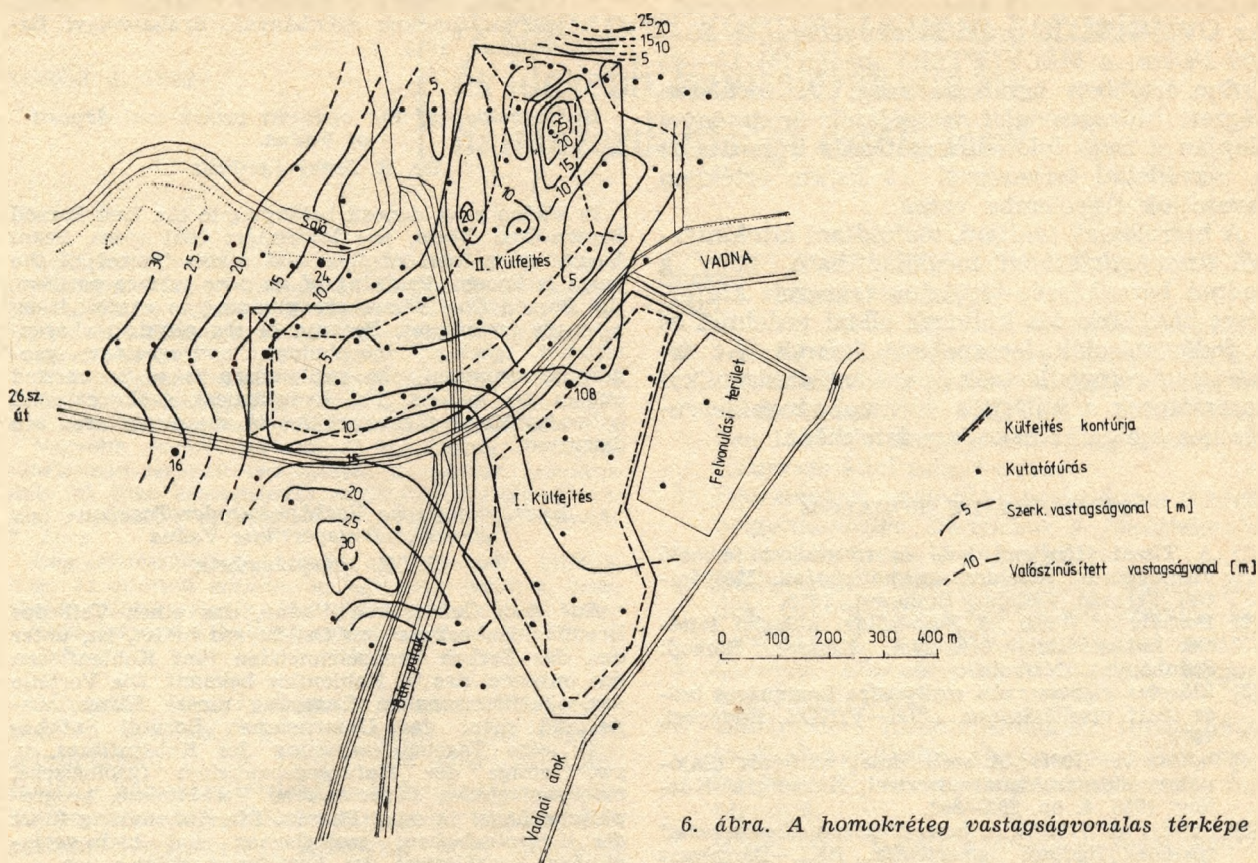 25 20
15 10
5
5
5
25
20
15
10
10
20
5
30
25
20
15
10
Sajó
24
II. Külfejtés
VADNA
5
108
10
26.sz.
út
16
15
20
25
30
Felvonulási terület
I. Külfejtés
Bán patak
Vadnai árok
Külfejtés kontúrja
Kutatófúrás
5 Szerk. vastagságvonal [m]
10 Valószínűsített vastagságvonal [m]
0 100 200 300 400 m
6. ábra. A homokréteg vastagságvonalas térképe